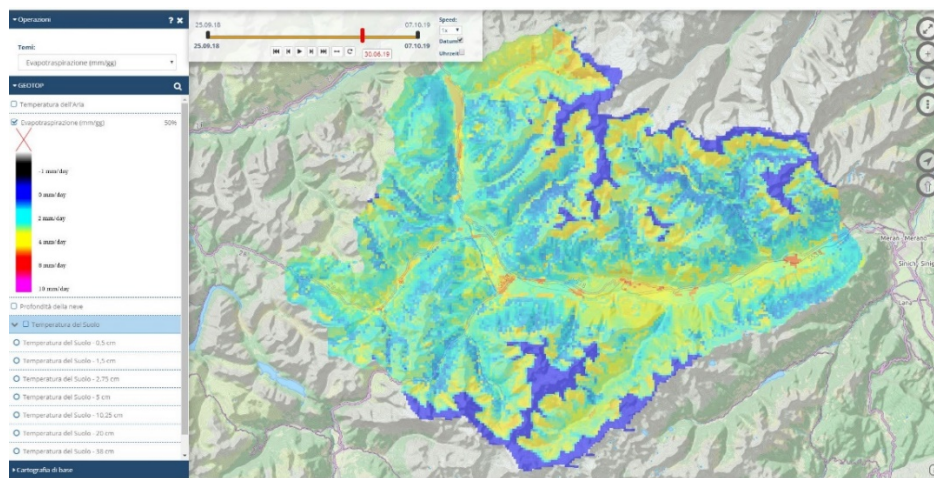 Operazioni
? ×
Temi:
Evapotraspirazione (mm/gg)
GEOTOP
Temperatura dell'Aria
Evapotraspirazione (mm/gg) 50%
-1 mm/day
0 mm/day
2 mm/day
4 mm/day
8 mm/day
10 mm/day
Profondità della neve
Temperatura del Suolo
Temperatura del Suolo - 0,5 cm
Temperatura del Suolo - 1,5 cm
Temperatura del Suolo - 2,75 cm
Temperatura del Suolo - 5 cm
Temperatura del Suolo - 10,25 cm
Temperatura del Suolo - 20 cm
Temperatura del Suolo - 38 cm
Cartografia di base
25.09.18 07.10.19
25.09.18 07.10.19
30.06.19
Speed:
1x
Datum
Uhrzeit
Meran - Merano
Sinich
Lana